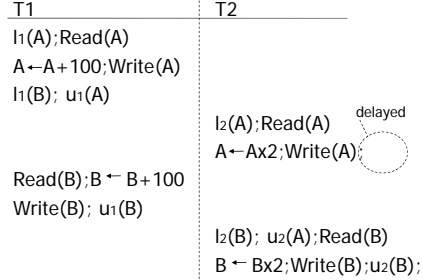 T1 T2
l1(A);Read(A)
A←A+100;Write(A)
l1(B); u1(A)
delayed
l2(A);Read(A)
A←Ax2;Write(A)
Read(B);B ← B+100
Write(B); u1(B)
l2(B); u2(A);Read(B)
B ← Bx2;Write(B);u2(B);